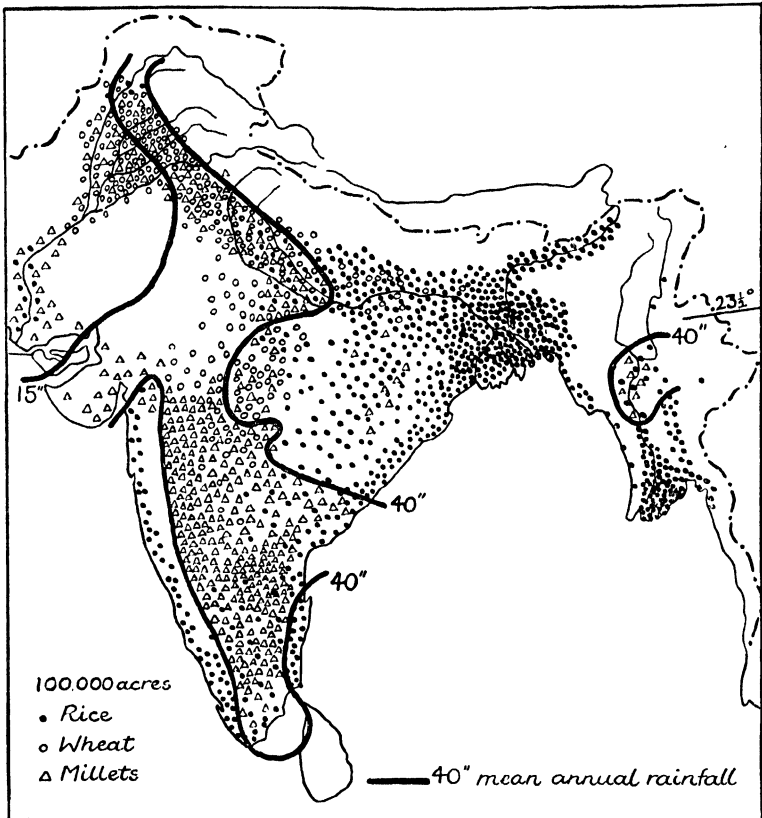 23½°
40"
15"
40"
40"
100.000 acres
Rice
Wheat
Millets
40" mean annual rainfall